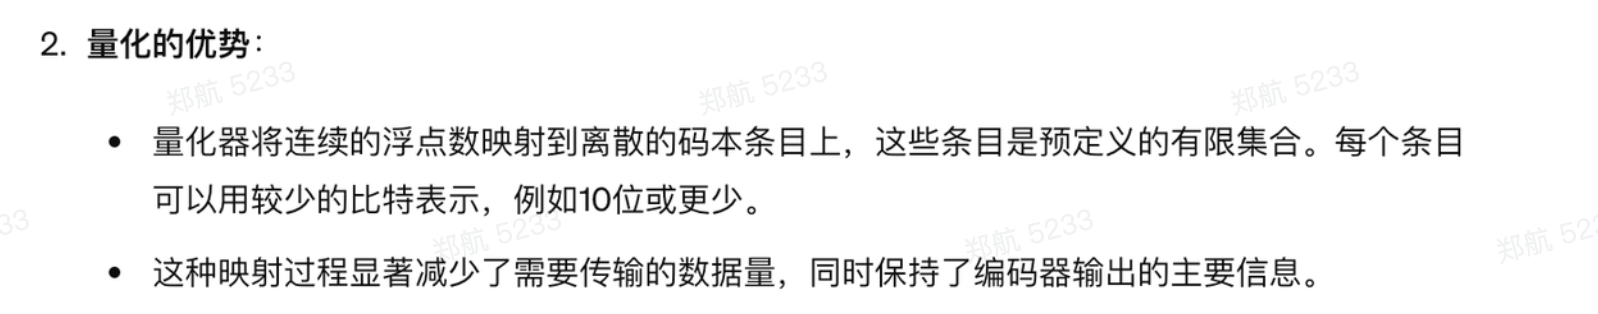 2. 量化的优势：
郑航 5233 郑航 5233 郑航 5233
• 量化器将连续的浮点数映射到离散的码本条目上，这些条目是预定义的有限集合。每个条目
可以用较少的比特表示，例如10位或更少。
33 郑航 5233 郑航 5233 郑航 523
• 这种映射过程显著减少了需要传输的数据量，同时保持了编码器输出的主要信息。